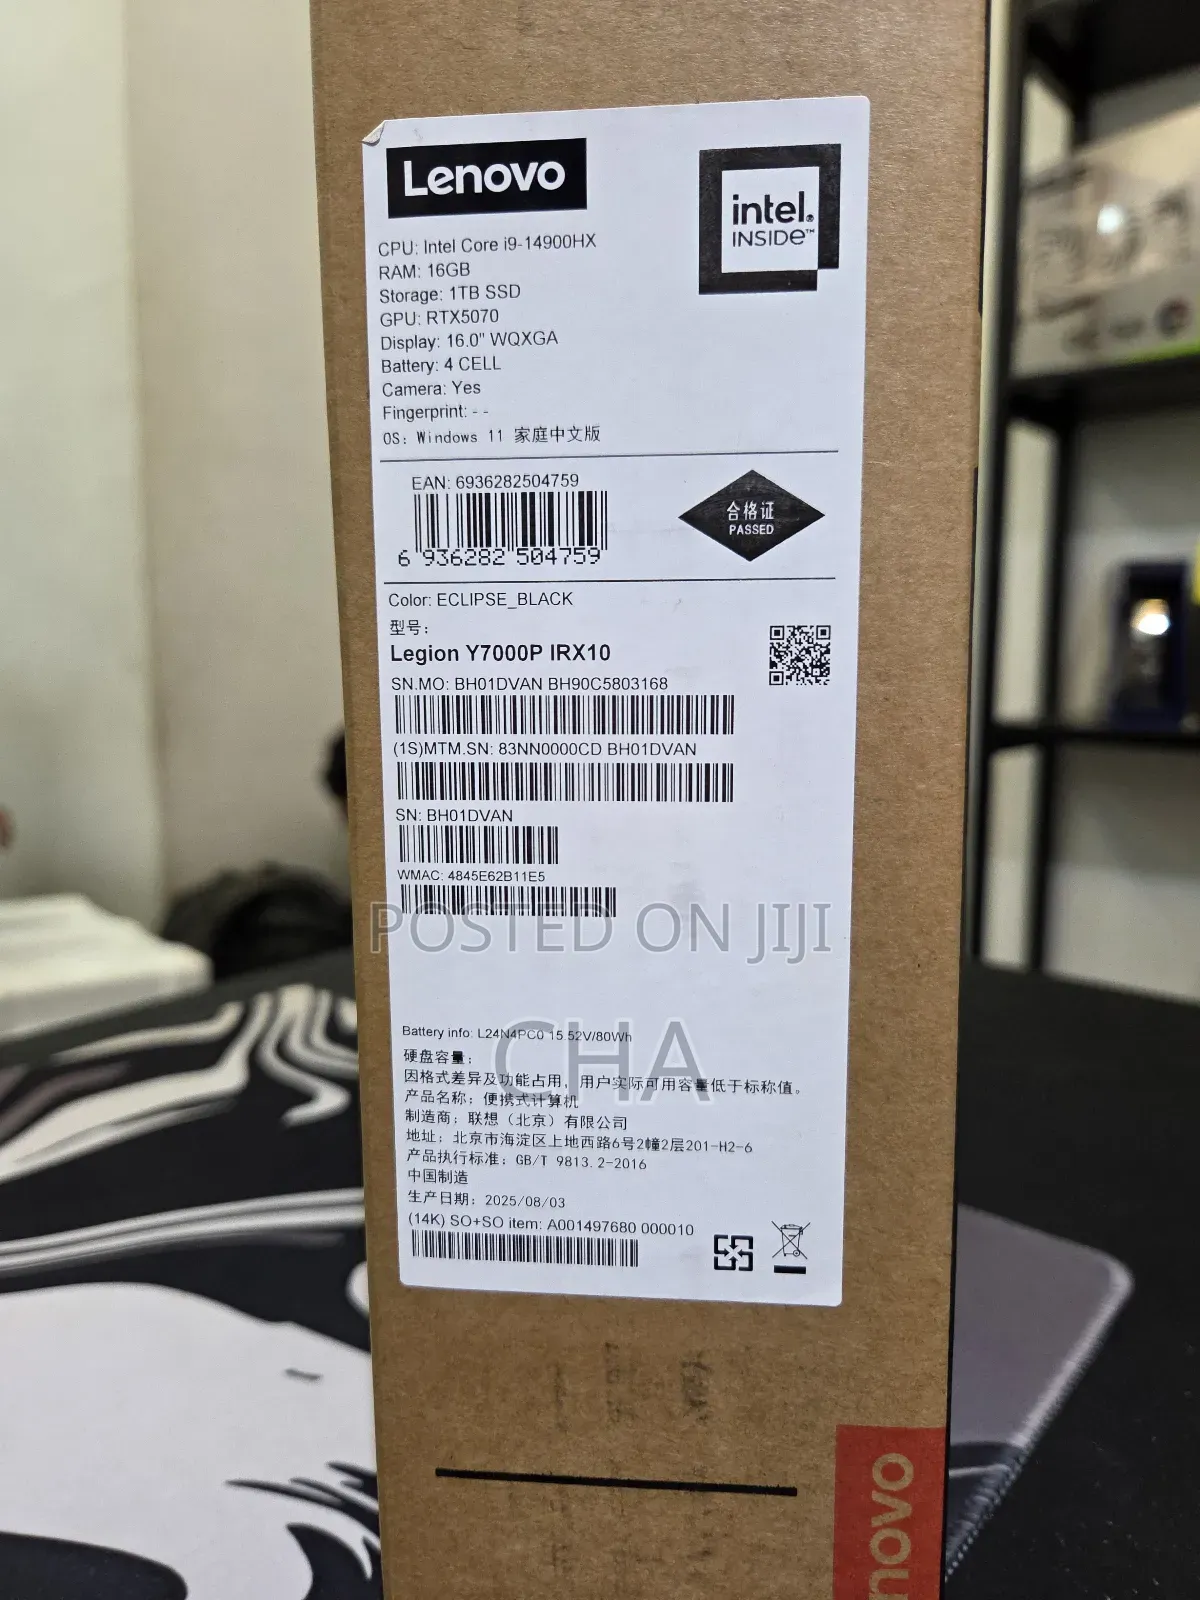 Lenovo
intel.
INSIDE™
CPU: Intel Core i9-14900HX
RAM: 16GB
Storage: 1TB SSD
GPU: RTX5070
Display: 16.0" WQXGA
Battery: 4 CELL
Camera: Yes
Fingerprint: - -
OS: Windows 11 家庭中文版
EAN: 6936282504759
6 936282 504759
合格证
PASSED
Color: ECLIPSE_BLACK
型号:
Legion Y7000P IRX10
SN.MO: BH01DVAN BH90C5803168
(1S)MTM.SN: 83NN0000CD BH01DVAN
SN: BH01DVAN
WMAC: 4845E62B11E5
POSTED ON JIJI
CHA
Battery info: L24N4PC0 15.52V/80Wh
硬盘容量:
因格式差异及功能占用, 用户实际可用容量低于标称值。
产品名称: 便携式计算机
制造商: 联想（北京）有限公司
地址: 北京市海淀区上地西路6号2幢2层201-H2-6
产品执行标准: GB/T 9813.2-2016
中国制造
生产日期: 2025/08/03
(14K) SO+SO item: A001497680 000010
novo